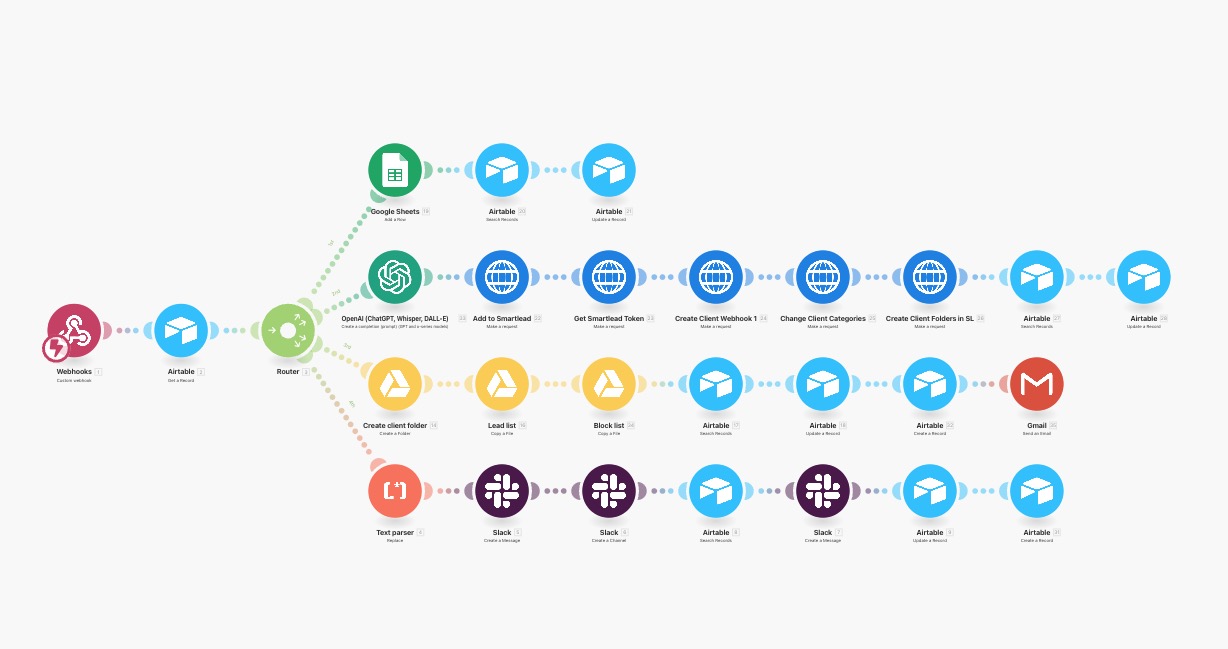 1st
Google Sheets 19
Add a Row
Airtable 20
Search Records
Airtable 21
Update a Record
2nd
OpenAI (ChatGPT, Whisper, DALL-E)
Create a completion (prompt) (GPT and o-series models)
Add to Smartlead 22
Make a request
Get Smartlead Token 23
Make a request
Create Client Webhook 1 24
Make a request
Change Client Categories 25
Make a request
Create Client Folders in SL 26
Make a request
Airtable 27
Search Records
Airtable
Update a Record
Webhooks 1
Custom webhook
Airtable 2
Get a Record
Router 3
3rd
Create client folder 14
Create a Folder
Lead list
Copy a File
Block list
Copy a File
Airtable 17
Search Records
Airtable 18
Update a Record
Airtable
Create a Record
Gmail
Send an Email
4th
Text parser 4
Replace
Slack 5
Create a Message
Slack 6
Create a Channel
Airtable 8
Search Records
Slack 7
Create a Message
Airtable 9
Update a Record
Airtable 31
Create a Record